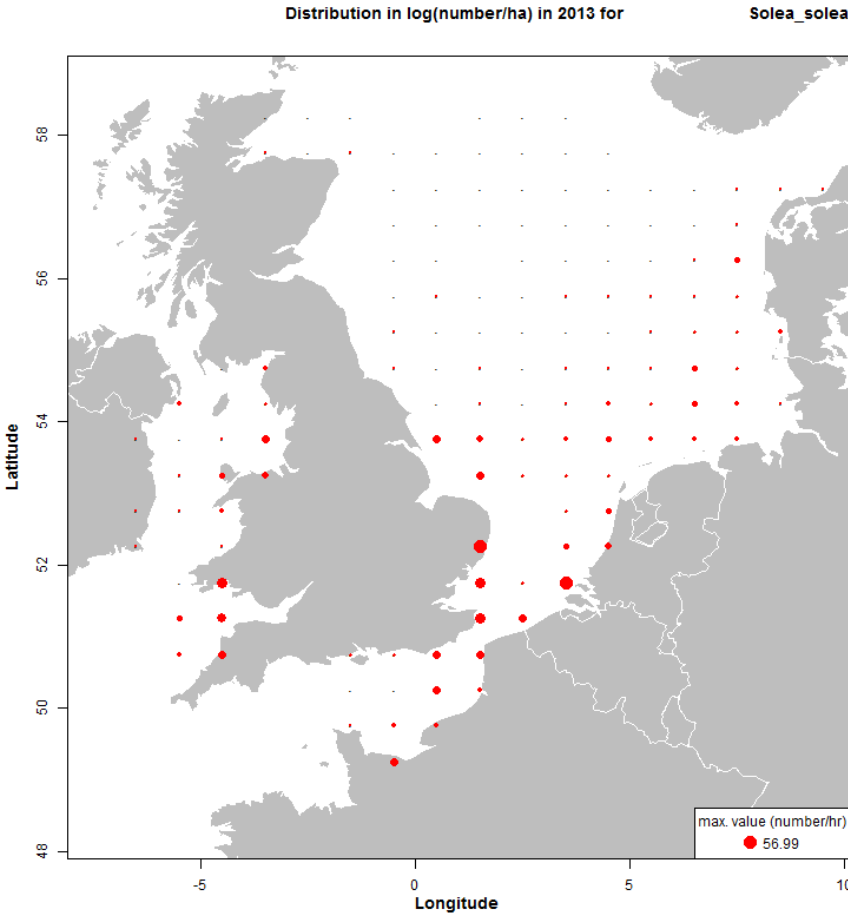 Distribution in log(number/ha) in 2013 for Solea_solea
58
56
54
52
50
48
Latitude
max. value (number/hr)
56.99
-5 0 5 10
Longitude